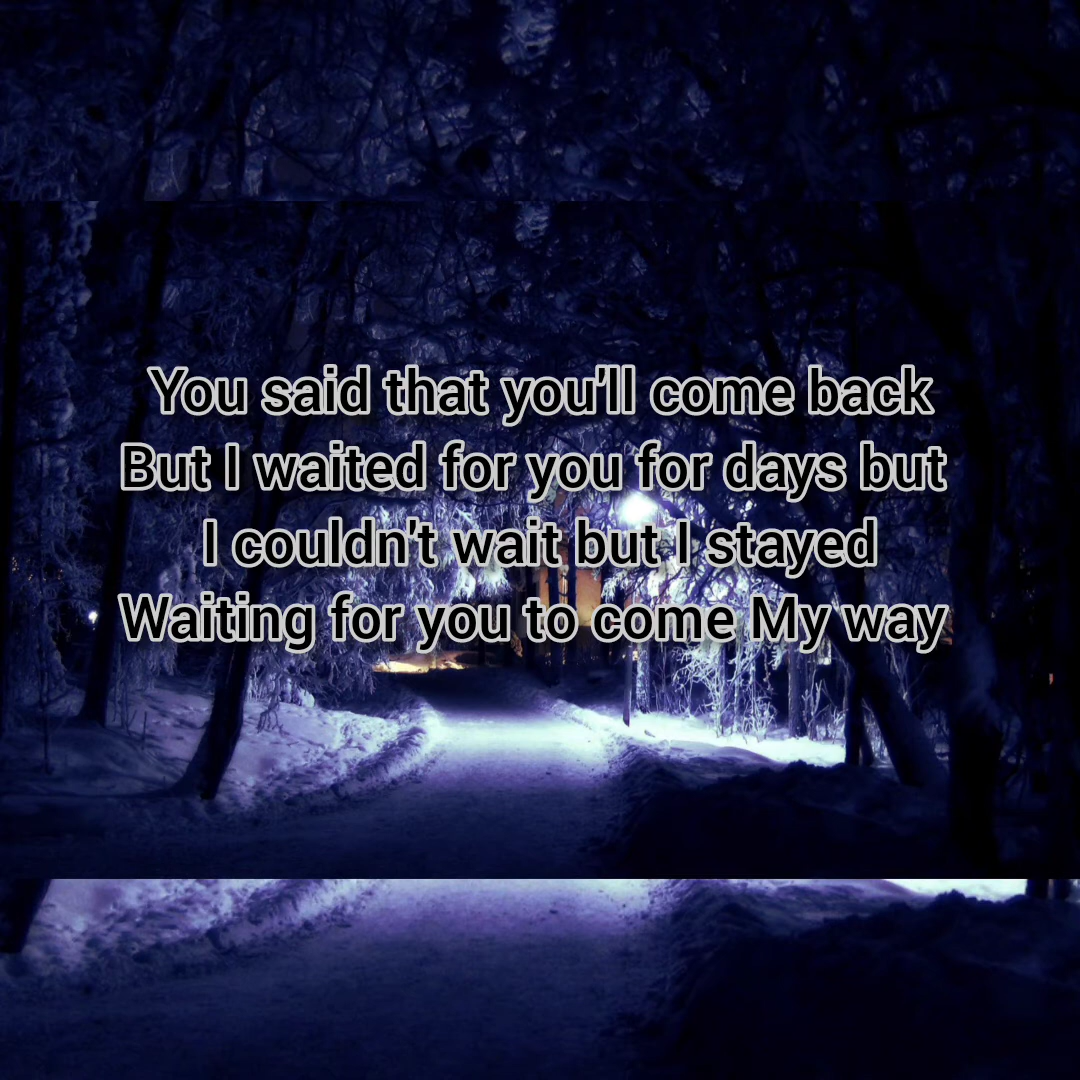 You said that you'll come back
But I waited for you for days but
I couldn't wait but I stayed
Waiting for you to come My way